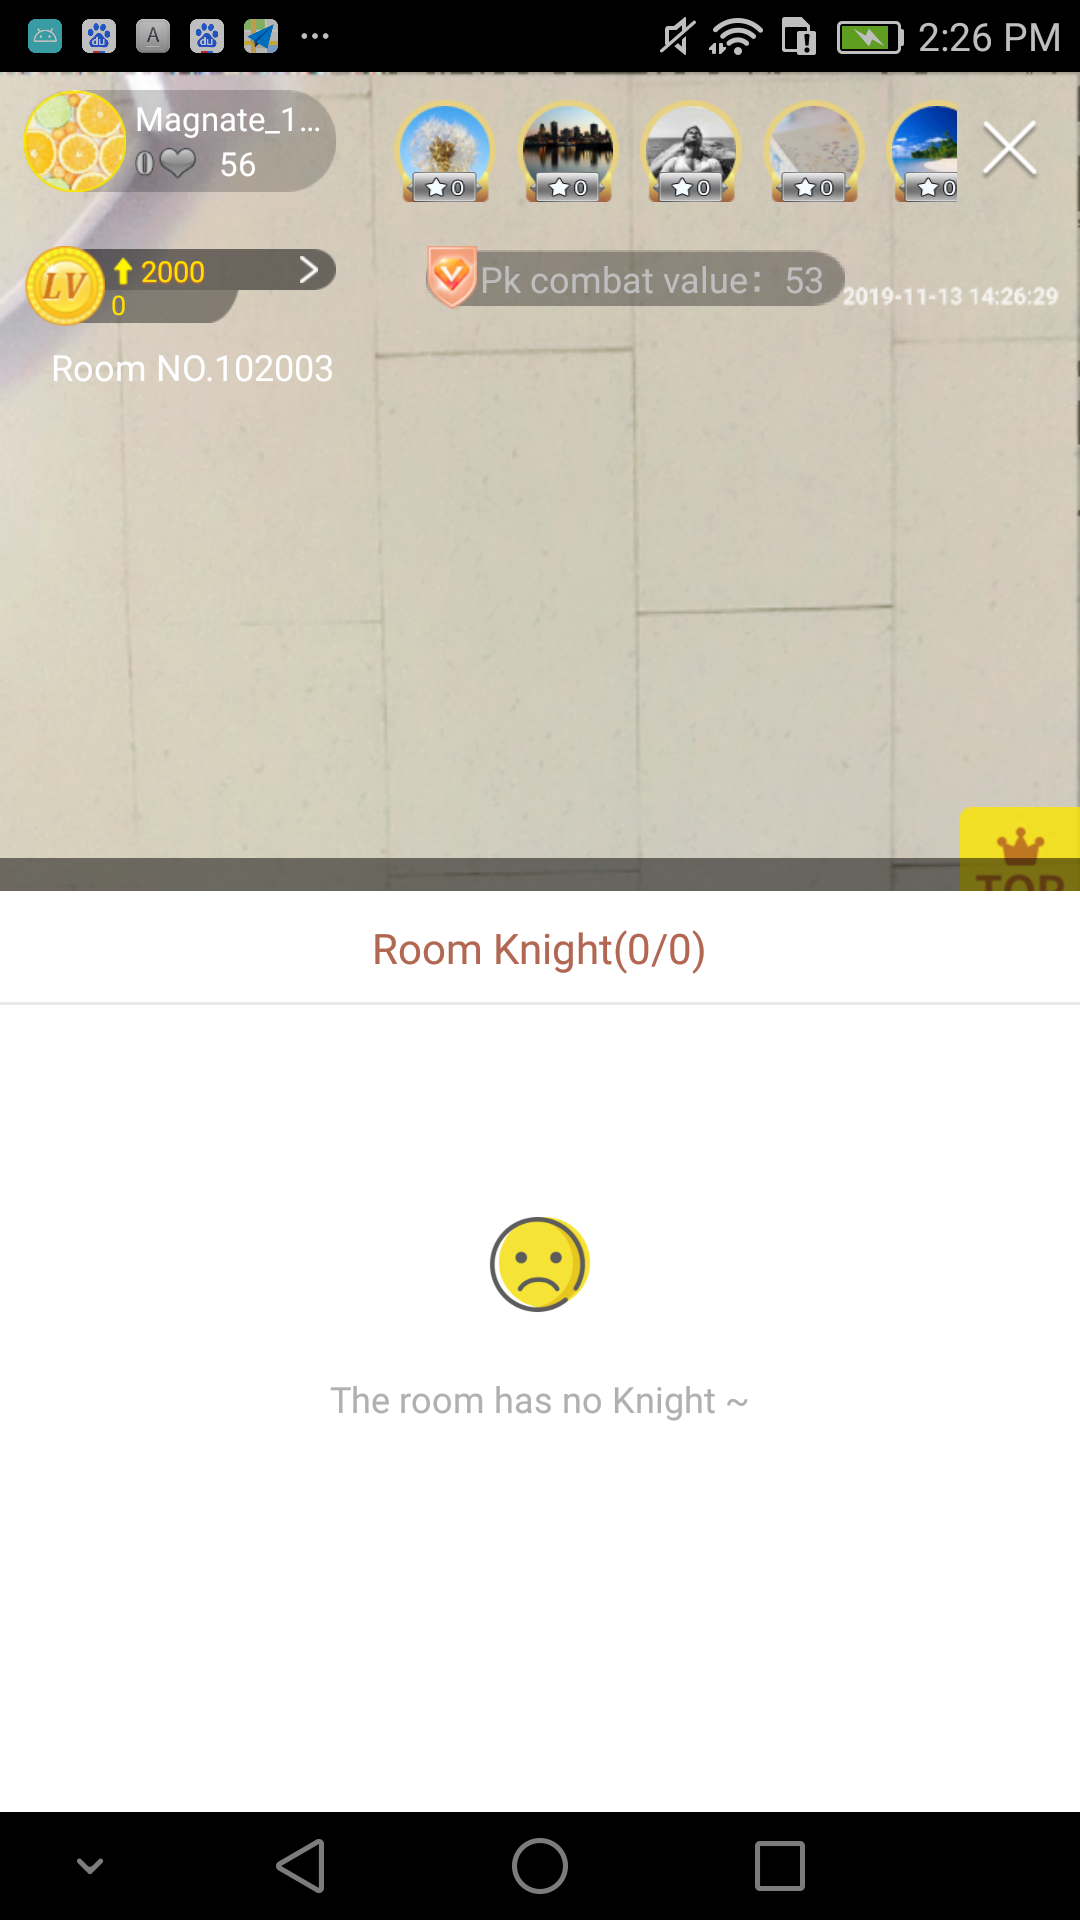 2:26 PM
Magnate_1...
0 56
0
0
0
0
0
LV 2000
0
Pk combat value: 53
2019-11-13 14:26:29
Room NO.102003
TOP
Room Knight(0/0)
The room has no Knight ~